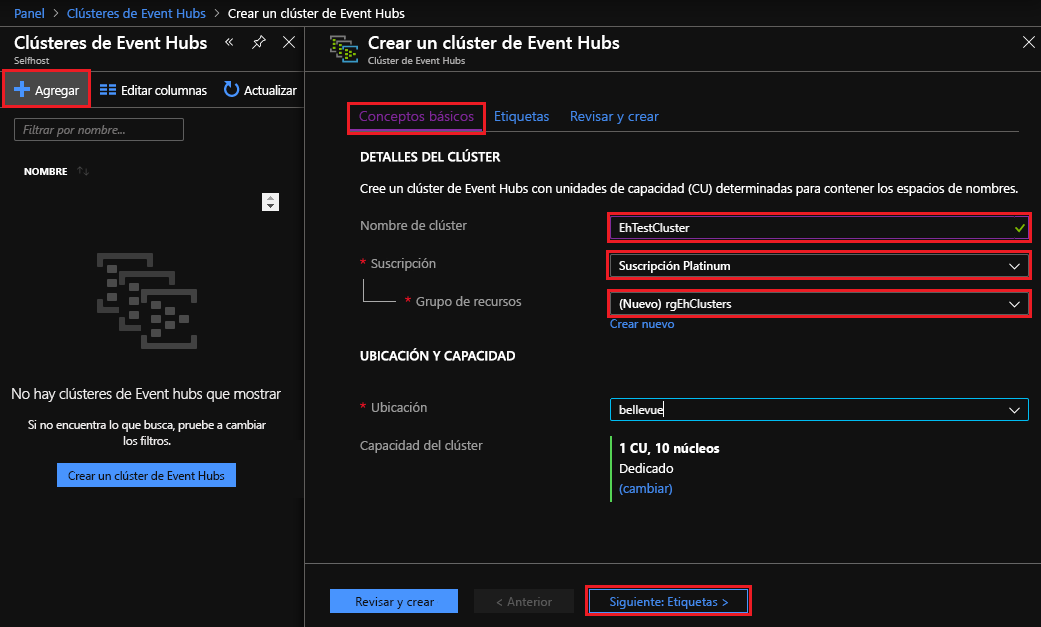 Panel > Clústeres de Event Hubs > Crear un clúster de Event Hubs
Clústeres de Event Hubs
Selfhost
Agregar
Editar columnas
Actualizar
Filtrar por nombre...
NOMBRE
No hay clústeres de Event hubs que mostrar
Si no encuentra lo que busca, pruebe a cambiar
los filtros.
Crear un clúster de Event Hubs
Crear un clúster de Event Hubs
Clúster de Event Hubs
Conceptos básicos
Etiquetas
Revisar y crear
DETALLES DEL CLÚSTER
Cree un clúster de Event Hubs con unidades de capacidad (CU) determinadas para contener los espacios de nombres.
Nombre de clúster
EhTestCluster
* Suscripción
Suscripción Platinum
* Grupo de recursos
(Nuevo) rgEhClusters
Crear nuevo
UBICACIÓN Y CAPACIDAD
* Ubicación
bellevue
Capacidad del clúster
1 CU, 10 núcleos
Dedicado
(cambiar)
Revisar y crear
< Anterior
Siguiente: Etiquetas >